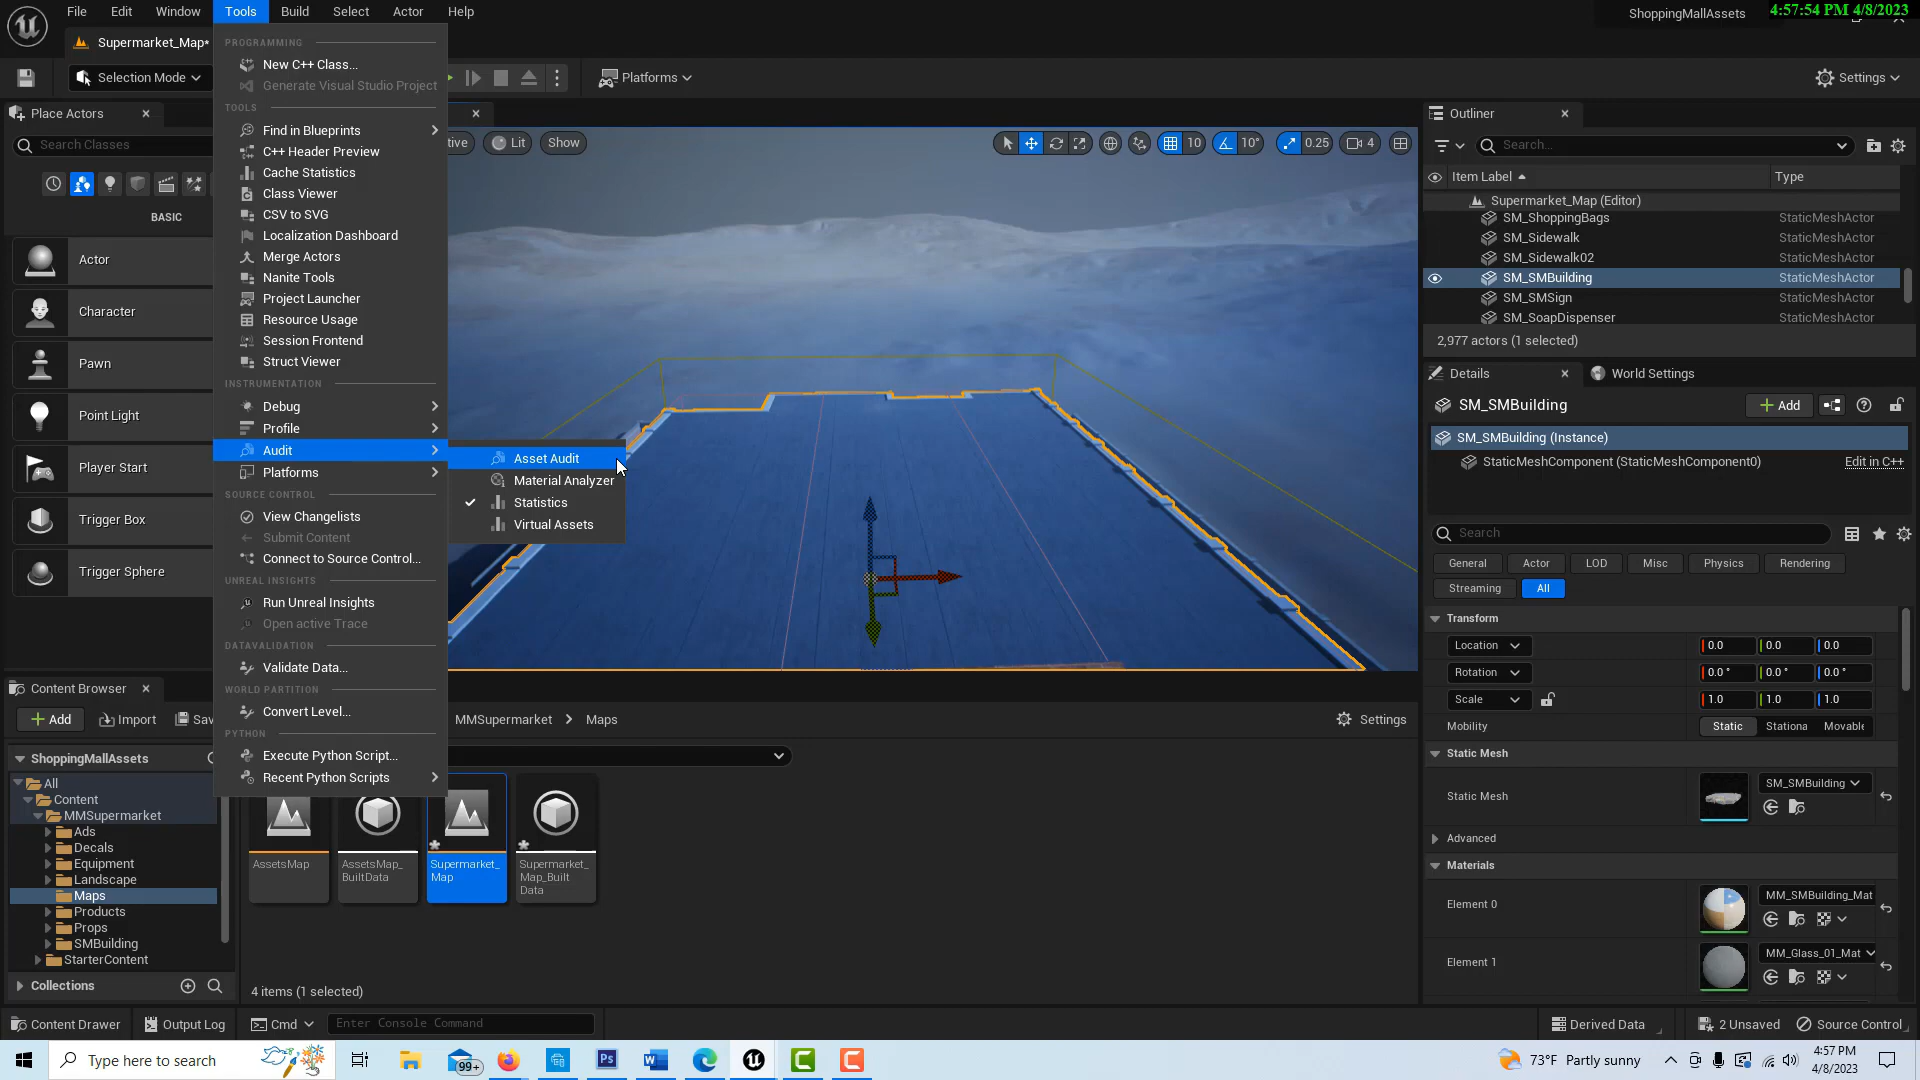 File Edit Window Tools Build Select Actor Help
ShoppingMallAssets
4:57:54 PM 4/8/2023
Supermarket_Map*
Selection Mode
Platforms
Settings
PROGRAMMING
New C++ Class...
Generate Visual Studio Project
TOOLS
Find in Blueprints
C++ Header Preview
Cache Statistics
Class Viewer
CSV to SVG
Localization Dashboard
Merge Actors
Nanite Tools
Project Launcher
Resource Usage
Session Frontend
Struct Viewer
INSTRUMENTATION
Debug
Profile
Audit
Platforms
SOURCE CONTROL
View Changelists
Submit Content
Connect to Source Control...
UNREAL INSIGHTS
Run Unreal Insights
Open active Trace
DATAVALIDATION
Validate Data...
WORLD PARTITION
Convert Level...
PYTHON
Execute Python Script...
Recent Python Scripts
Asset Audit
Material Analyzer
Statistics
Virtual Assets
Place Actors
Search Classes
BASIC
Actor
Character
Pawn
Point Light
Player Start
Trigger Box
Trigger Sphere
tive Lit Show
10 10° 0.25 4
Outliner
Search...
Item Label Type
Supermarket_Map (Editor)
SM_ShoppingBags StaticMeshActor
SM_Sidewalk StaticMeshActor
SM_Sidewalk02 StaticMeshActor
SM_SMBuilding StaticMeshActor
SM_SMSign StaticMeshActor
SM_SoapDispenser StaticMeshActor
2,977 actors (1 selected)
Details World Settings
SM_SMBuilding
Add
SM_SMBuilding (Instance)
StaticMeshComponent (StaticMeshComponent0) Edit in C++
Search
General Actor LOD Misc Physics Rendering
Streaming All
Transform
Location 0.0 0.0 0.0
Rotation 0.0 ° 0.0 ° 0.0 °
Scale 1.0 1.0 1.0
Mobility Static Stationa Movable
Static Mesh
Static Mesh SM_SMBuilding
Advanced
Materials
Element 0 MM_SMBuilding_Mat
Element 1 MM_Glass_01_Mat
Content Browser
Add Import Sav
MMSupermarket Maps
Settings
ShoppingMallAssets
All
Content
MMSupermarket
Ads
Decals
Equipment
Landscape
Maps
Products
Props
SMBuilding
StarterContent
Collections
AssetsMap
AssetsMap_
BuiltData
Supermarket_
Map
Supermarket_
Map_Built
Data
4 items (1 selected)
Content Drawer Output Log Cmd Enter Console Command
Derived Data 2 Unsaved Source Control
Type here to search
99+
Ps
73°F Partly sunny
4:57 PM
4/8/2023